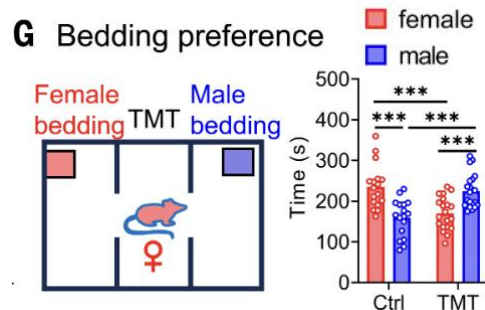 G Bedding preference
Female bedding
TMT
Male bedding
♀
female
male
Time (s)
500
400
300
200
100
0
***
***
***
***
Ctrl
TMT